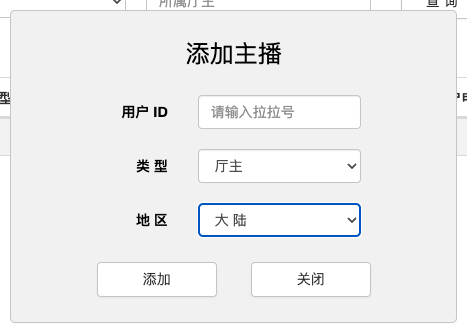 所属厅主
查 询
型
添加主播
用户 ID
请输入拉拉号
类 型
厅主
地 区
大 陆
添加
关闭